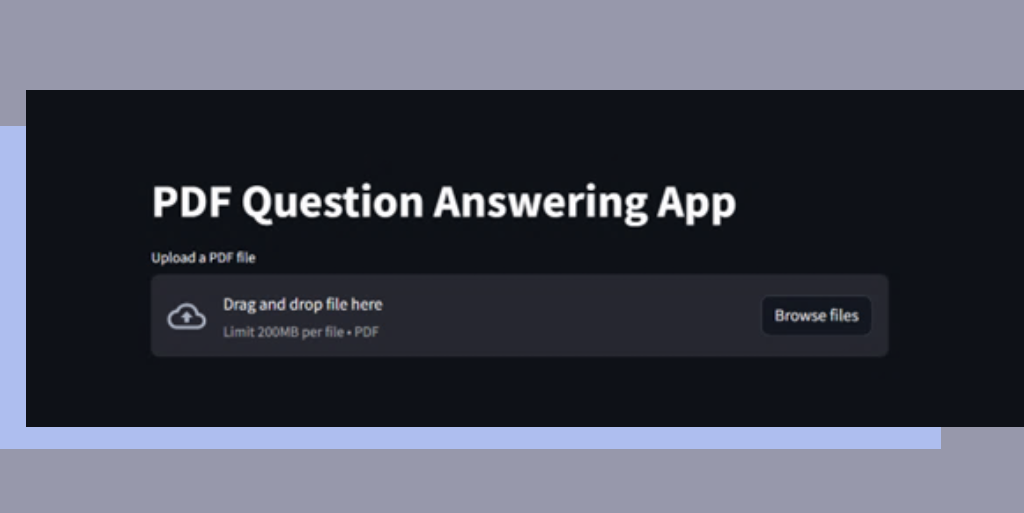 PDF Question Answering App
Upload a PDF file
Drag and drop file here
Limit 200MB per file • PDF
Browse files